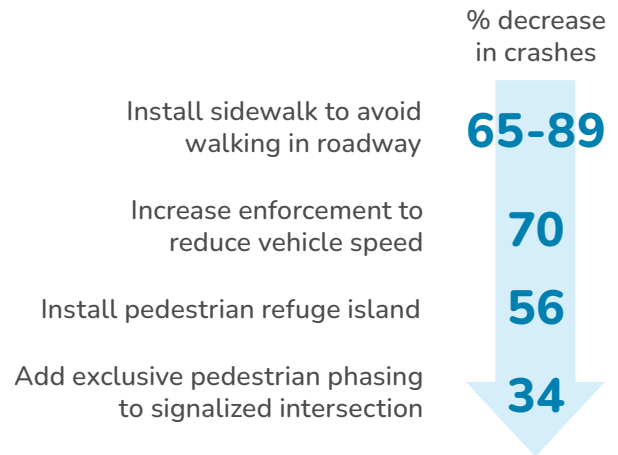 % decrease
in crashes
Install sidewalk to avoid
walking in roadway
65-89
Increase enforcement to
reduce vehicle speed
70
Install pedestrian refuge island
56
Add exclusive pedestrian phasing
to signalized intersection
34